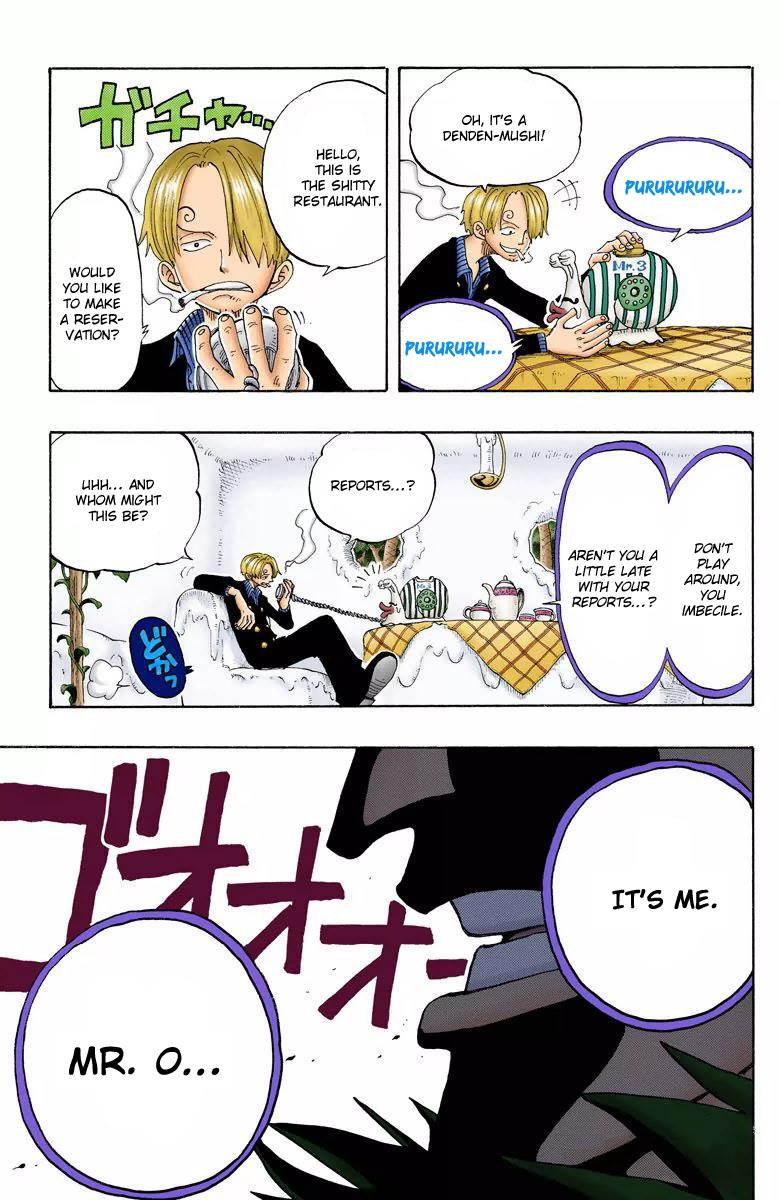 OH, IT'S A
DENDEN-MUSHI!
PURURURURU...
Mr.3
PURURURU...
ガチャ...
HELLO,
THIS IS
THE SHITTY
RESTAURANT.
WOULD
YOU LIKE
TO MAKE
A RESER-
VATION?
DON'T
PLAY
AROUND,
YOU
IMBECILE.
AREN'T YOU A
LITTLE LATE
WITH YOUR
REPORTS...?
REPORTS...?
Mr.3
UHH... AND
WHOM MIGHT
THIS BE?
どかっ
IT'S ME.
ゴオオオー
MR. 0...